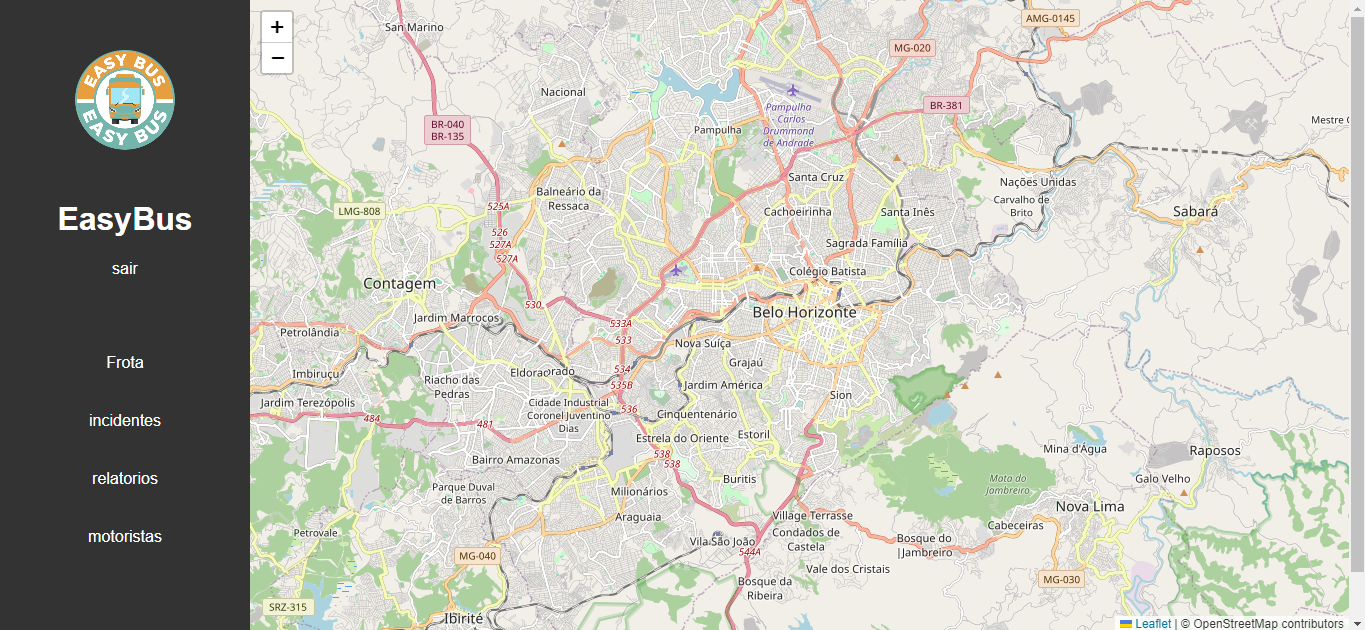 EASY BUS
EASY BUS
EasyBus
sair
Frota
incidentes
relatorios
motoristas
+
−
San Marino
AMG-0145
MG-020
Nacional
BR-381
Pampulha
- Carlos
Drummond
de Andrade
BR-040
BR-135
Pampulha
Mestre C
Santa Cruz
Nações Unidas
Balneário da
Ressaca
Carvalho de
Brito
525A
LMG-808
Cachoeirinha
Santa Inês
Sabará
526
527A
527A
Sagrada Família
Colégio Batista
Contagem
530
Belo Horizonte
Jardim Marrocos
533A
Petrolândia
533
Nova Suíça
Grajaú
Imbiruçu
Eldoraorado
534
535B
Riacho das
Pedras
Jardim América
Sion
Jardim Terezópolis
Cidade Industrial
Coronel Juventino
Dias
536
Cinquentenário
484
481
Estrela do Oriente
Estoril
Mina d'Água
Raposos
538
538
Bairro Amazonas
Buritis
Galo Velho
Mata do
Jambreiro
Parque Duval
de Barros
Milionários
Nova Lima
Araguaia
Village Terrasse
Cabeceiras
Petrovale
Condados de
Castela
Vila São João
544A
Bosque do
|Jambreiro
MG-040
Vale dos Cristais
Bosque da
Ribeira
MG-030
SRZ-315
Ibirité
Leaflet | © OpenStreetMap contributors